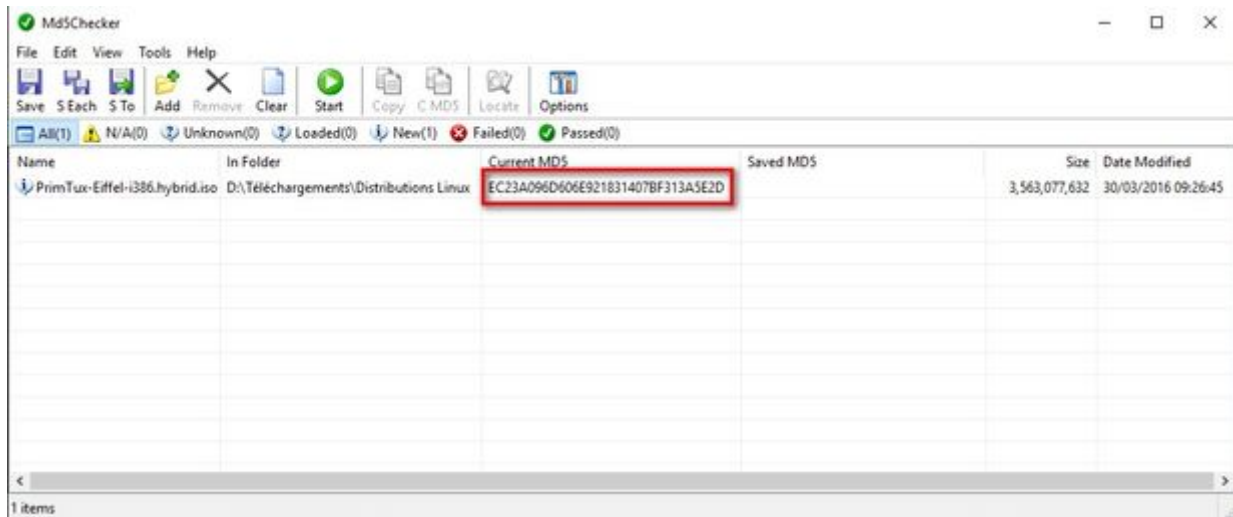 Md5Checker
File Edit View Tools Help
Save S Each S To Add Remove Clear Start Copy C MD5 Locate Options
All(1) N/A(0) Unknown(0) Loaded(0) New(1) Failed(0) Passed(0)
Name In Folder Current MD5 Saved MD5 Size Date Modified
PrimTux-Eiffel-i386.hybrid.iso D:\Téléchargements\Distributions Linux EC23A096D606E921831407BF313A5E2D 3,563,077,632 30/03/2016 09:26:45
1 items